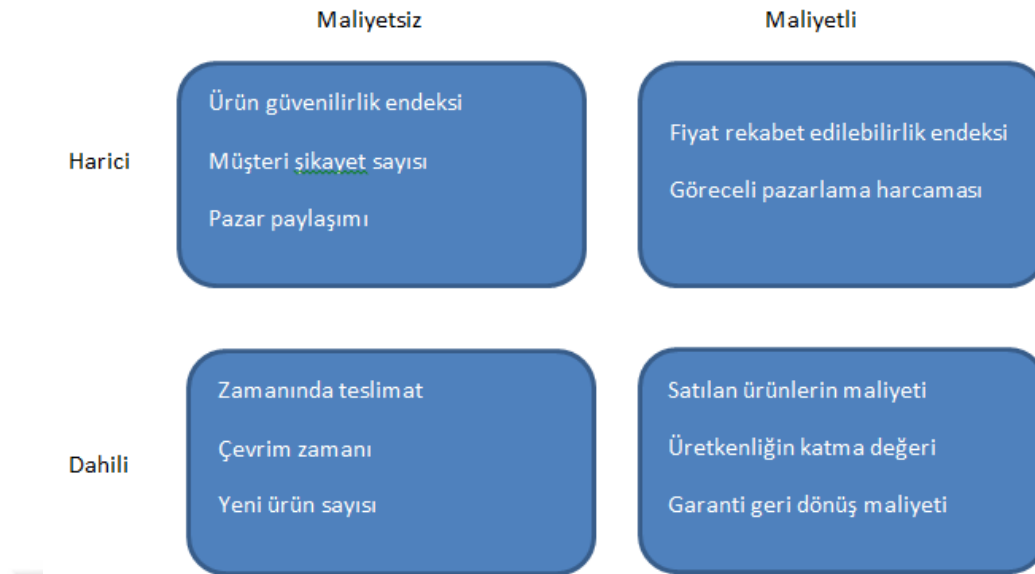 Maliyetsiz
Maliyetli
Harici
Ürün güvenilirlik endeksi
Müşteri şikayet sayısı
Pazar paylaşımı
Fiyat rekabet edilebilirlik endeksi
Göreceli pazarlama harcaması
Dahili
Zamanında teslimat
Çevrim zamanı
Yeni ürün sayısı
Satılan ürünlerin maliyeti
Üretkenliğin katma değeri
Garanti geri dönüş maliyeti